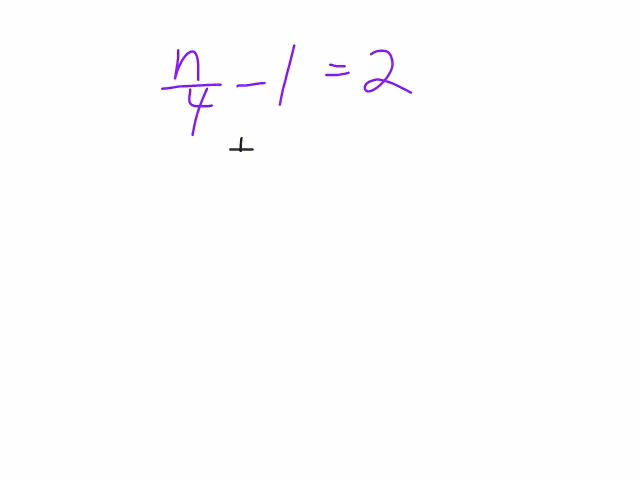 n/4 - 1 = 2
+